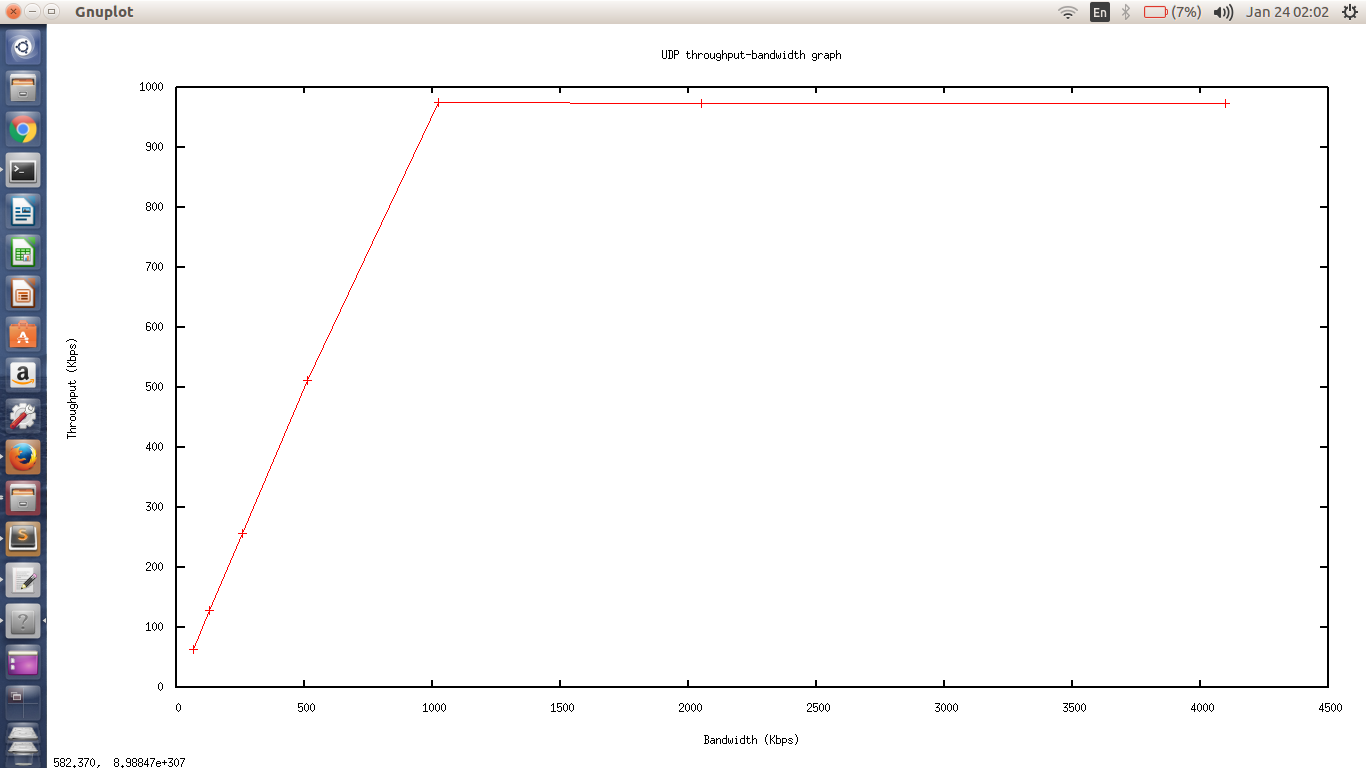 Gnuplot
En
(7%)
Jan 24 02:02
UDP throughput-bandwidth graph
1000
900
800
700
600
500
400
300
200
100
0
Throughput (Kbps)
0 500 1000 1500 2000 2500 3000 3500 4000 4500
Bandwidth (Kbps)
582.370, 8.98847e+307